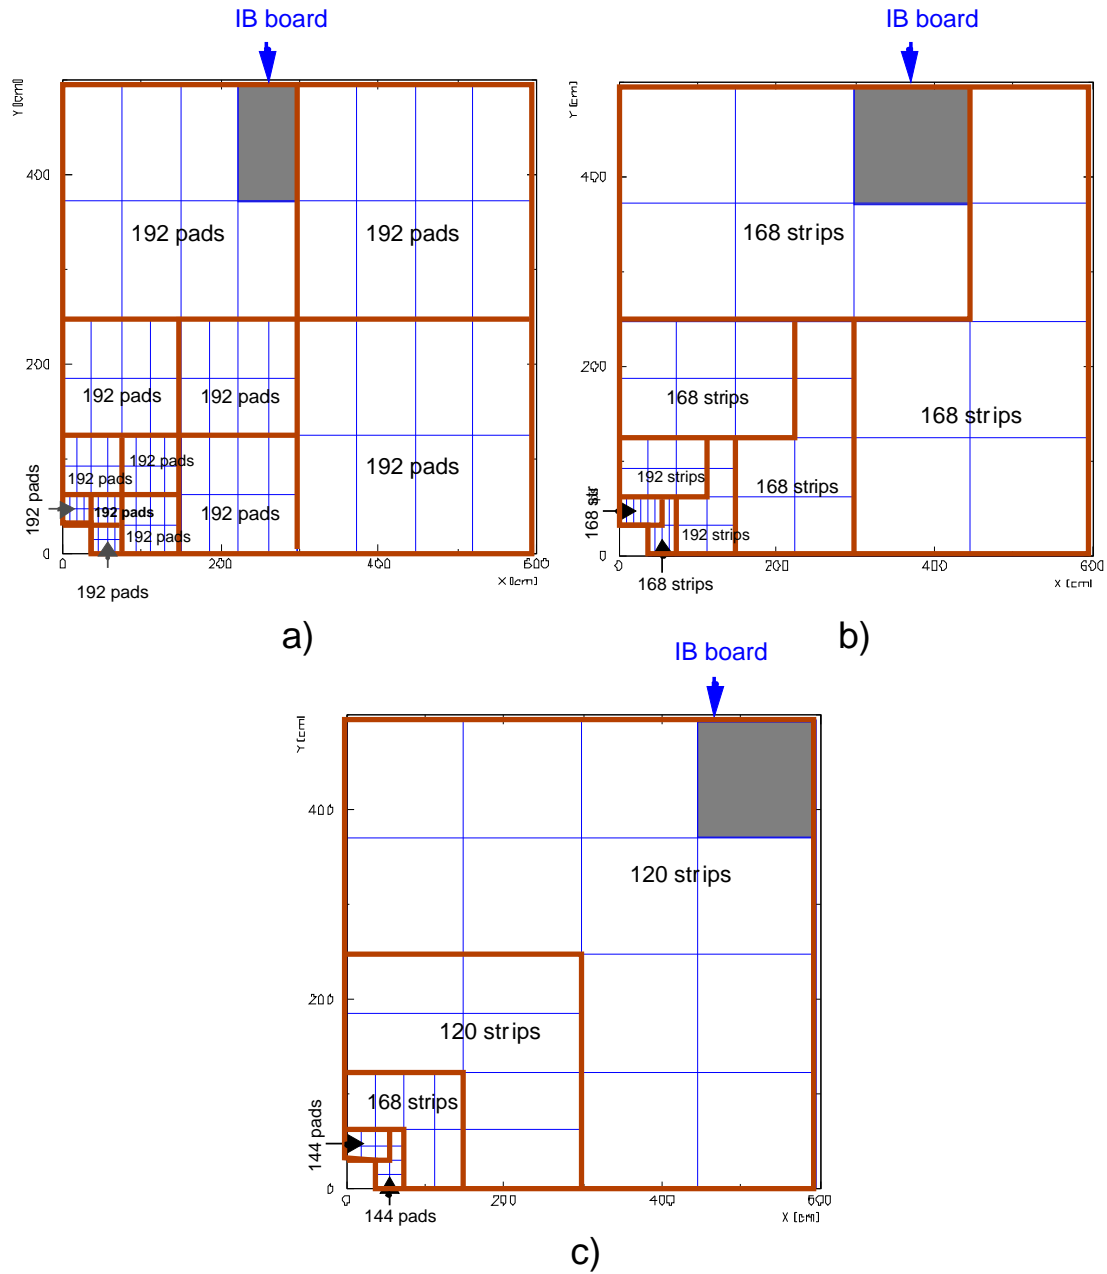 IB board
IB board
Y [cm]
400
200
0
192 pads
192 pads
192 pads
192 pads
192 pads
192 pads
192 pads
192 pads
192 pads
192 pads
192 pads
192 pads
0
200
400
600
X [cm]
a)
Y [cm]
400
200
0
168 strips
168 strips
168 strips
192 strips
168 strips
192 strips
168 strips
0
200
400
600
X [cm]
b)
IB board
Y [cm]
400
200
0
120 strips
120 strips
168 strips
144 pads
144 pads
0
200
400
600
X [cm]
c)